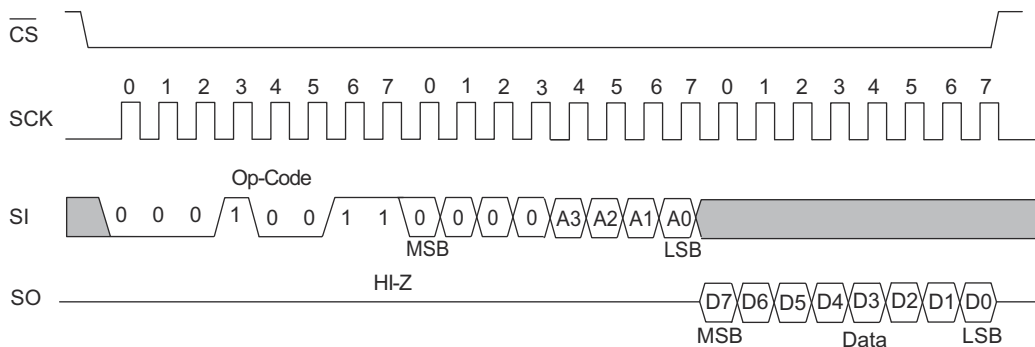 CS
0 1 2 3 4 5 6 7 0 1 2 3 4 5 6 7 0 1 2 3 4 5 6 7
SCK
Op-Code
SI 0 0 0 1 0 0 1 1 0 0 0 0 A3 A2 A1 A0
MSB LSB
HI-Z
SO D7 D6 D5 D4 D3 D2 D1 D0
MSB Data LSB